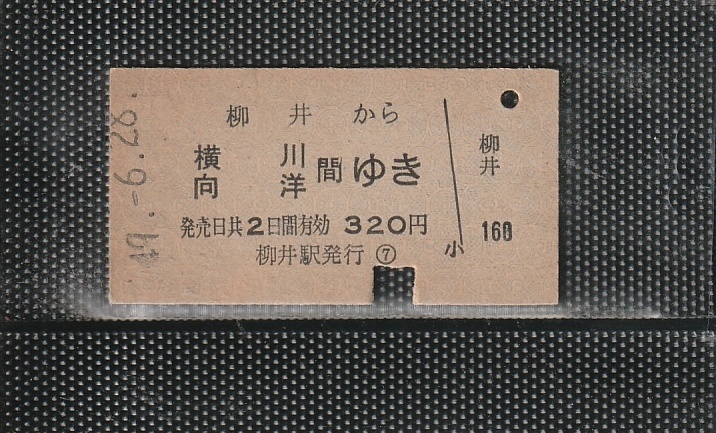 49.-6.28.
柳井から
横川
向洋
間ゆき
発売日共2日間有効 320円
柳井駅発行 ⑦
小
柳井
160